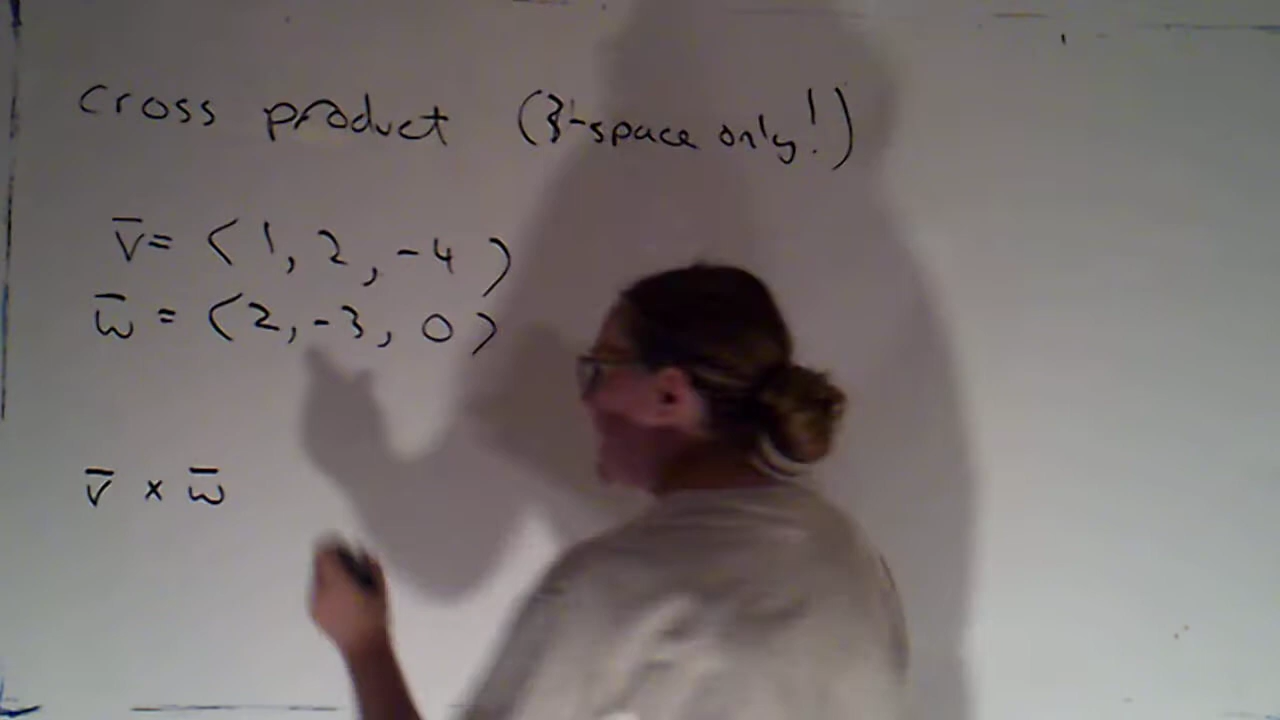 cross product (3-space only!)
v̅ = ⟨1, 2, -4⟩
w̅ = ⟨2, -3, 0⟩
v̅ × w̅